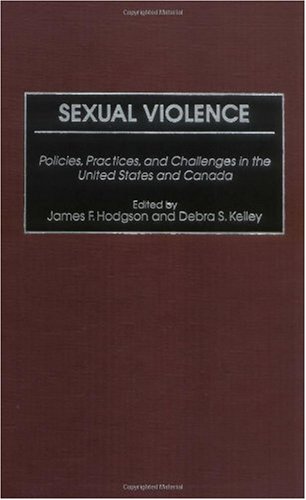 SEXUAL VIOLENCE
Policies, Practices, and Challenges in the
United States and Canada
Edited by
James F. Hodgson and Debra S. Kelley